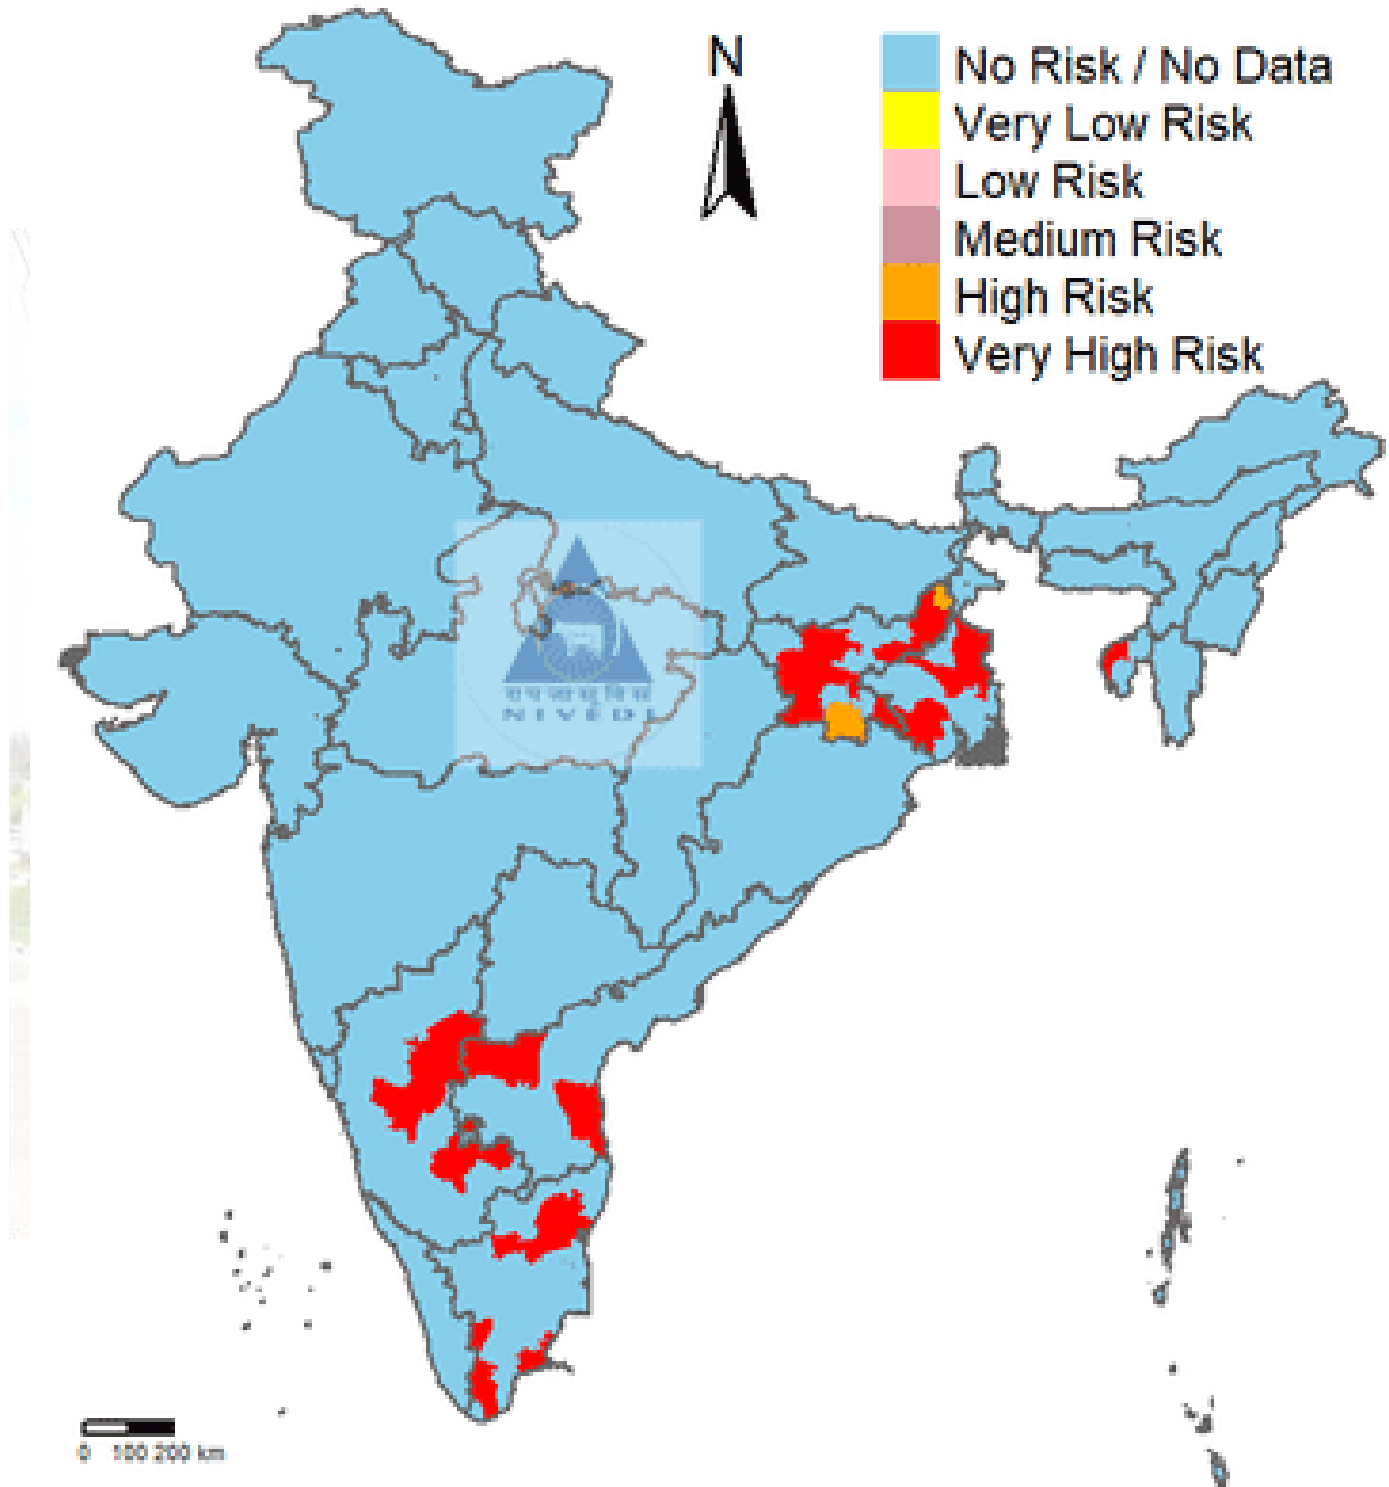 N
No Risk / No Data
Very Low Risk
Low Risk
Medium Risk
High Risk
Very High Risk
NIVEDI
0 100 200 km